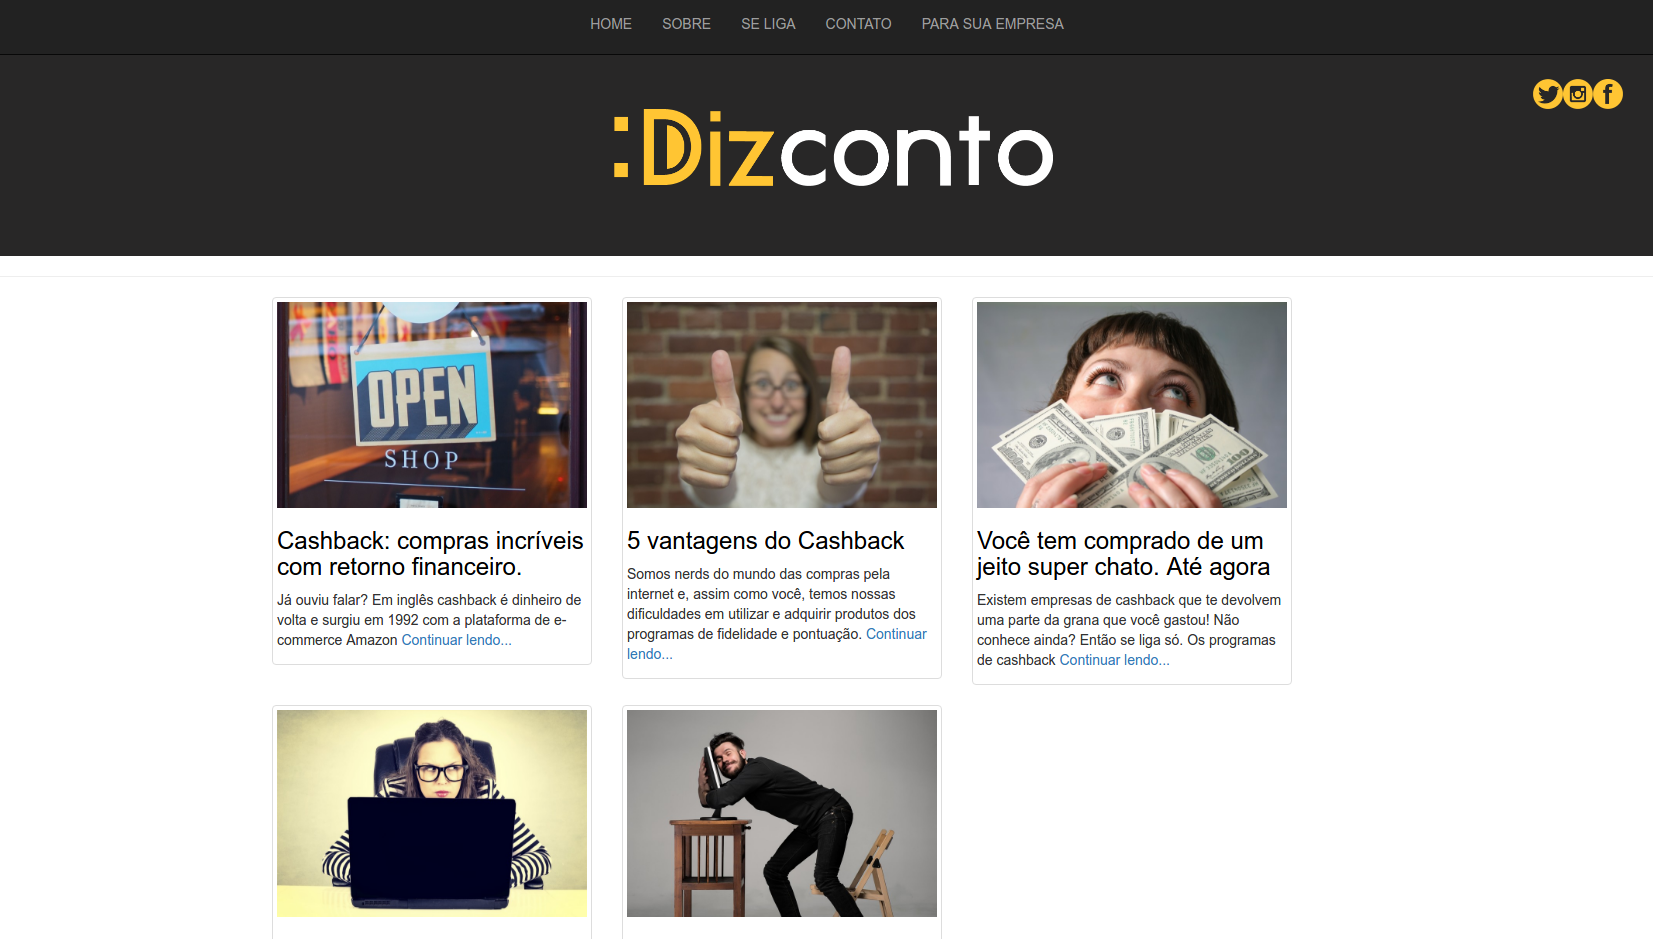 HOME SOBRE SE LIGA CONTATO PARA SUA EMPRESA
:Dizconto
OPEN
SHOP
Cashback: compras incríveis
com retorno financeiro.
Já ouviu falar? Em inglês cashback é dinheiro de
volta e surgiu em 1992 com a plataforma de e-
commerce Amazon Continuar lendo...
5 vantagens do Cashback
Somos nerds do mundo das compras pela
internet e, assim como você, temos nossas
dificuldades em utilizar e adquirir produtos dos
programas de fidelidade e pontuação. Continuar
lendo...
100
Você tem comprado de um
jeito super chato. Até agora
Existem empresas de cashback que te devolvem
uma parte da grana que você gastou! Não
conhece ainda? Então se liga só. Os programas
de cashback Continuar lendo...